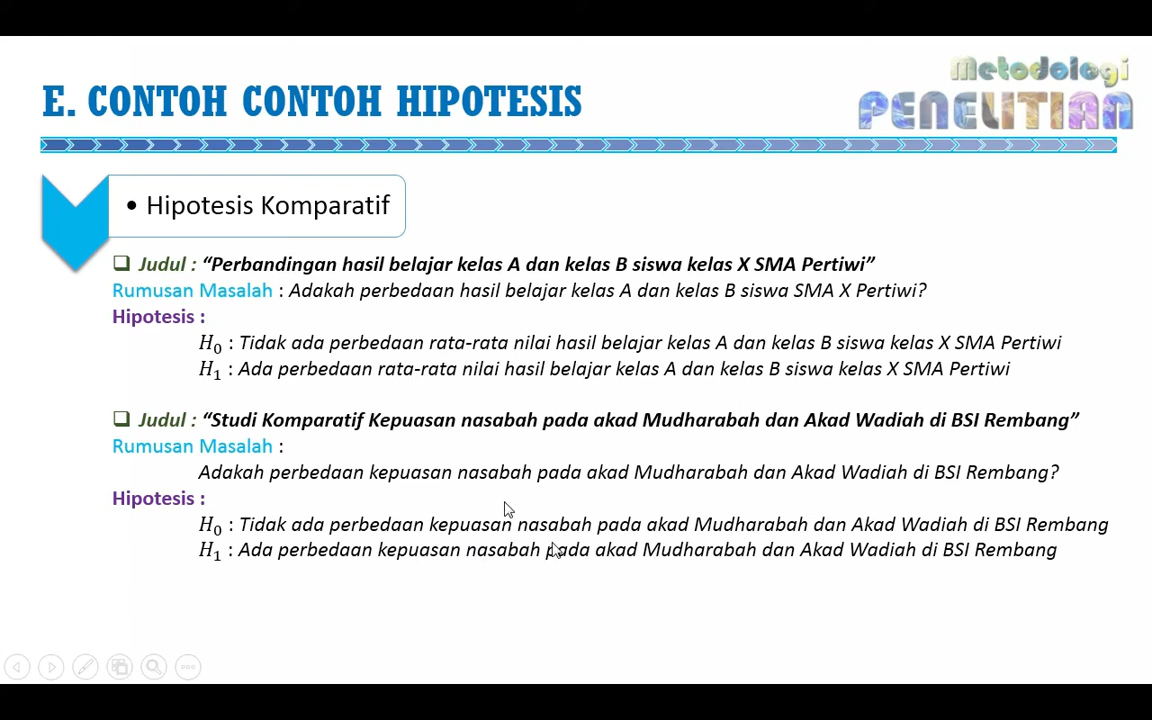 Metodologi
PENELITIAN
E. CONTOH CONTOH HIPOTESIS
• Hipotesis Komparatif
❑ Judul : “Perbandingan hasil belajar kelas A dan kelas B siswa kelas X SMA Pertiwi”
Rumusan Masalah : Adakah perbedaan hasil belajar kelas A dan kelas B siswa SMA X Pertiwi?
Hipotesis :
H₀ : Tidak ada perbedaan rata-rata nilai hasil belajar kelas A dan kelas B siswa kelas X SMA Pertiwi
H₁ : Ada perbedaan rata-rata nilai hasil belajar kelas A dan kelas B siswa kelas X SMA Pertiwi
❑ Judul : “Studi Komparatif Kepuasan nasabah pada akad Mudharabah dan Akad Wadiah di BSI Rembang”
Rumusan Masalah :
Adakah perbedaan kepuasan nasabah pada akad Mudharabah dan Akad Wadiah di BSI Rembang?
Hipotesis :
H₀ : Tidak ada perbedaan kepuasan nasabah pada akad Mudharabah dan Akad Wadiah di BSI Rembang
H₁ : Ada perbedaan kepuasan nasabah pada akad Mudharabah dan Akad Wadiah di BSI Rembang